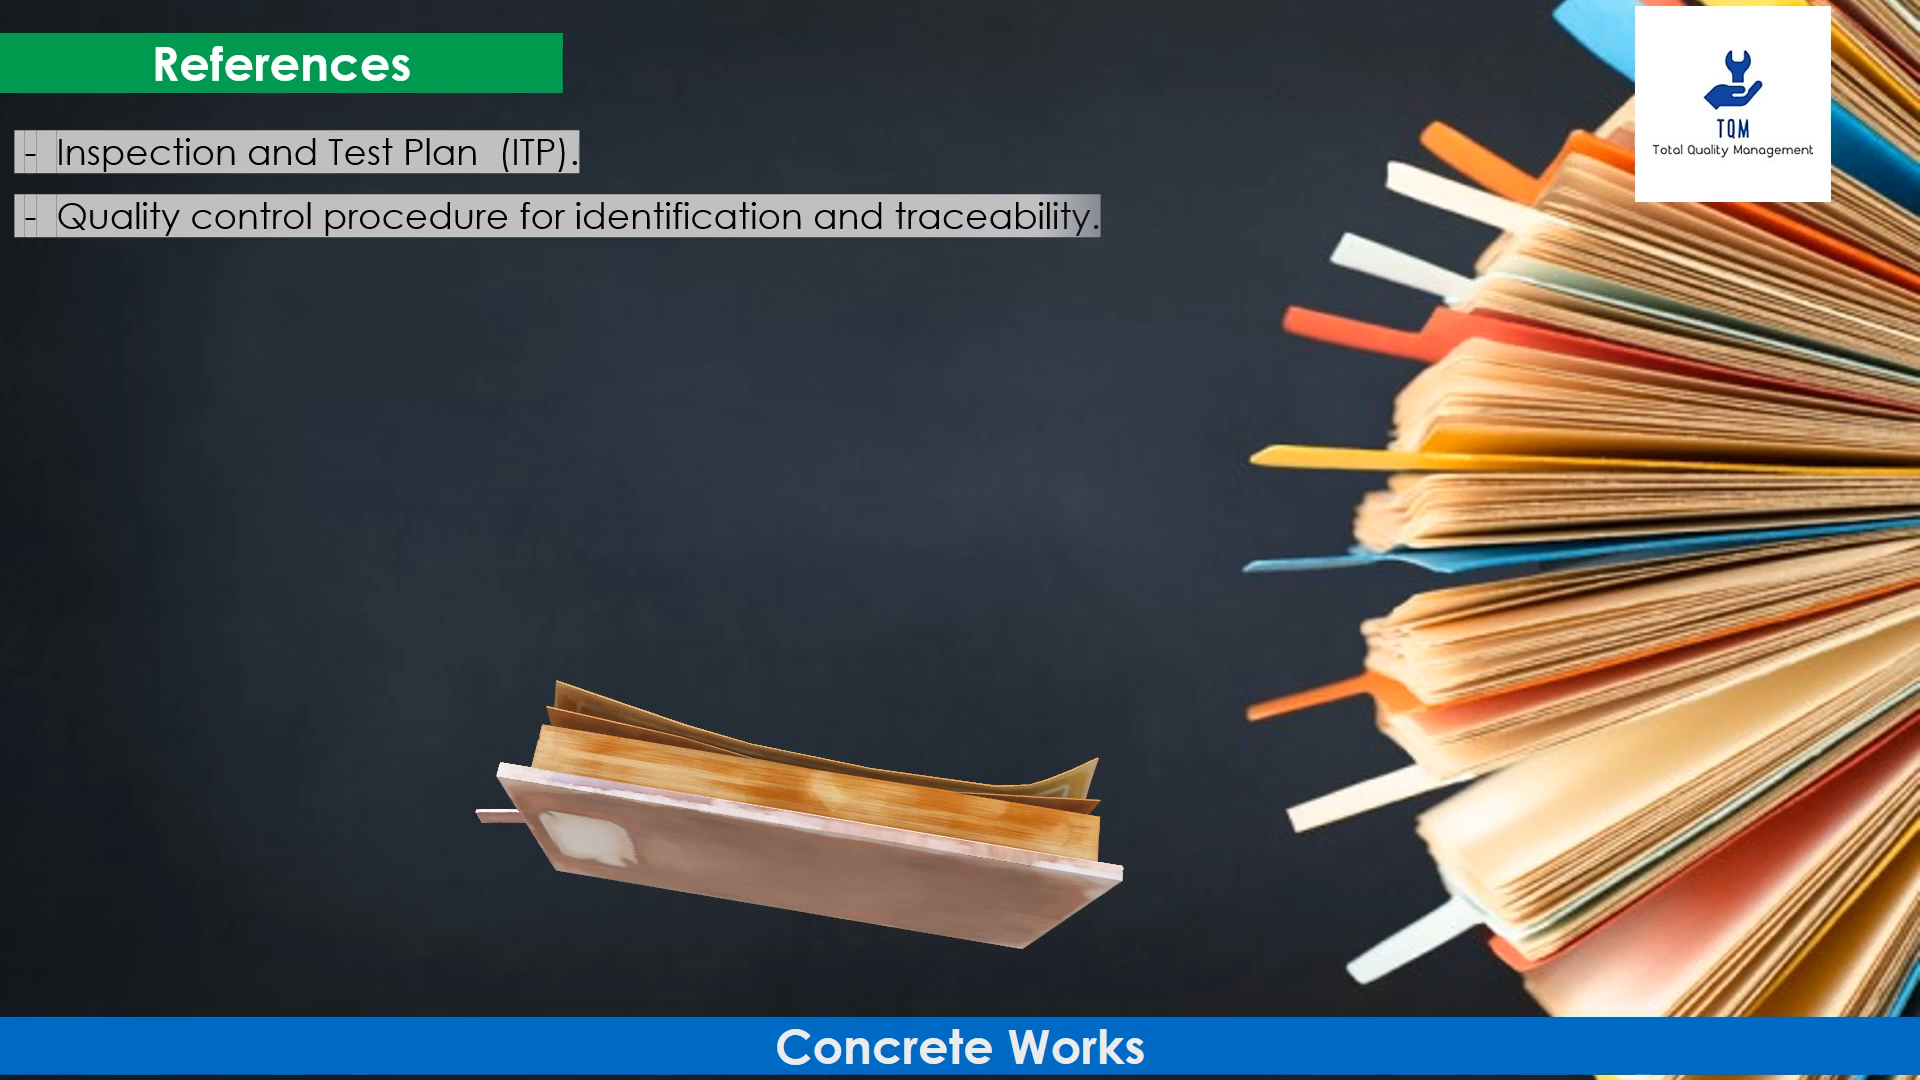 References
TQM
Total Quality Management
- Inspection and Test Plan  (ITP).
- Quality control procedure for identification and traceability.
Concrete Works